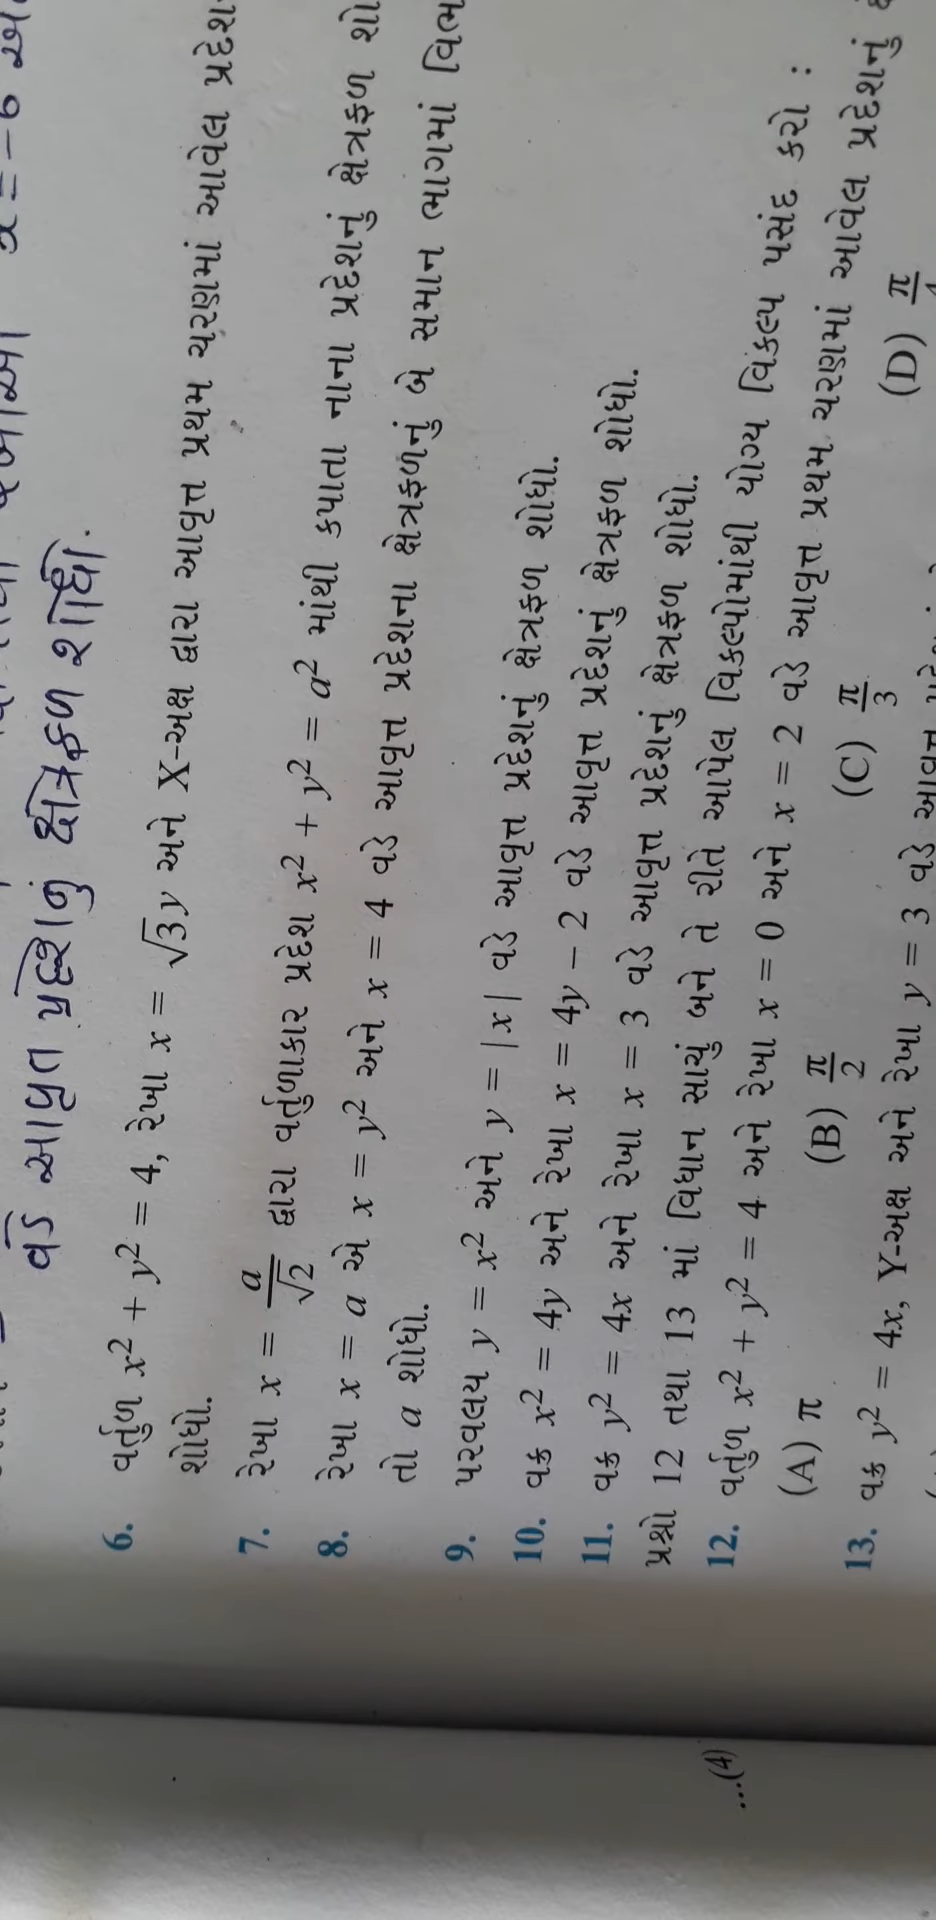 x = −6
વડે આવૃત્ત પ્રદેશનું ક્ષેત્રફળ શોધો.
6. વર્તુળ x² + y² = 4, રેખા x = √3y અને X-અક્ષ દ્વારા આવૃત્ત પ્રથમ ચરણમાં આવેલ
શોધો.
7. રેખા x = a/√2 દ્વારા વર્તુળાકાર પ્રદેશ x² + y² = a² માંથી કપાતા નાના પ્રદેશનું ક્ષેત્રફળ
8. રેખા x = a એ x = y² અને x = 4 વડે આવૃત્ત પ્રદેશના ક્ષેત્રફળનું બે સમાન ભાગમાં
તો a શોધો.
9. પરવલય y = x² અને y = | x | વડે આવૃત્ત પ્રદેશનું ક્ષેત્રફળ શોધો.
10. વક્ર x² = 4y અને રેખા x = 4y − 2 વડે આવૃત્ત પ્રદેશનું ક્ષેત્રફળ શોધો.
11. વક્ર y² = 4x અને રેખા x = 3 વડે આવૃત્ત પ્રદેશનું ક્ષેત્રફળ શોધો.
પ્રશ્નો 12 તથા 13 માં વિધાન સાચું બને તે રીતે આપેલ વિકલ્પોમાંથી યોગ્ય વિકલ્પ પસંદ કરો :
12. વર્તુળ x² + y² = 4 અને રેખા x = 0 અને x = 2 વડે આવૃત્ત પ્રથમ ચરણમાં આવેલ પ્રદેશનું
(A) π (B) π/2 (C) π/3 (D) π/4
13. વક્ર y² = 4x, Y-અક્ષ અને રેખા y = 3 વડે આવૃત્ત
...(4)